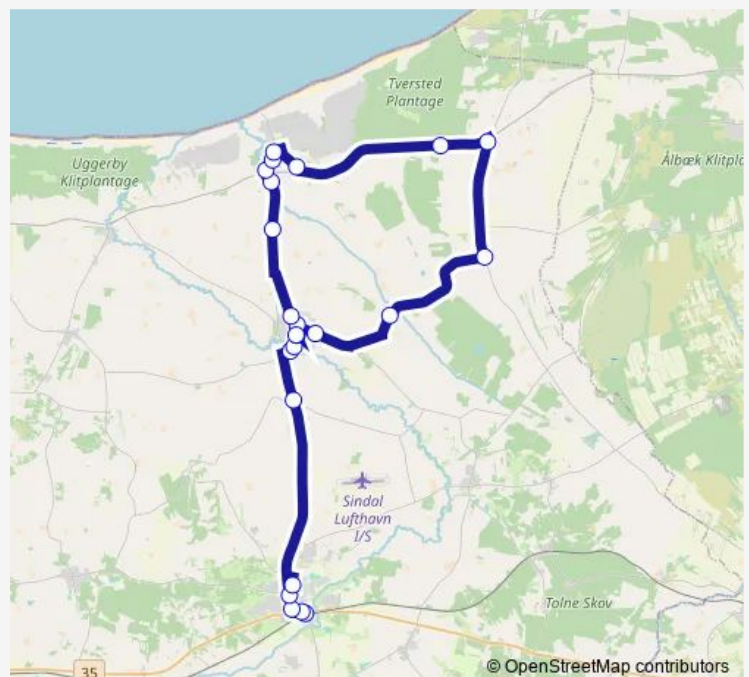 Tversted
Plantage
Uggerby
Klitplantage
Ålbæk Klitpla
Sindal
Lufthavn
I/S
Tolne Skov
35
© OpenStreetMap contributors